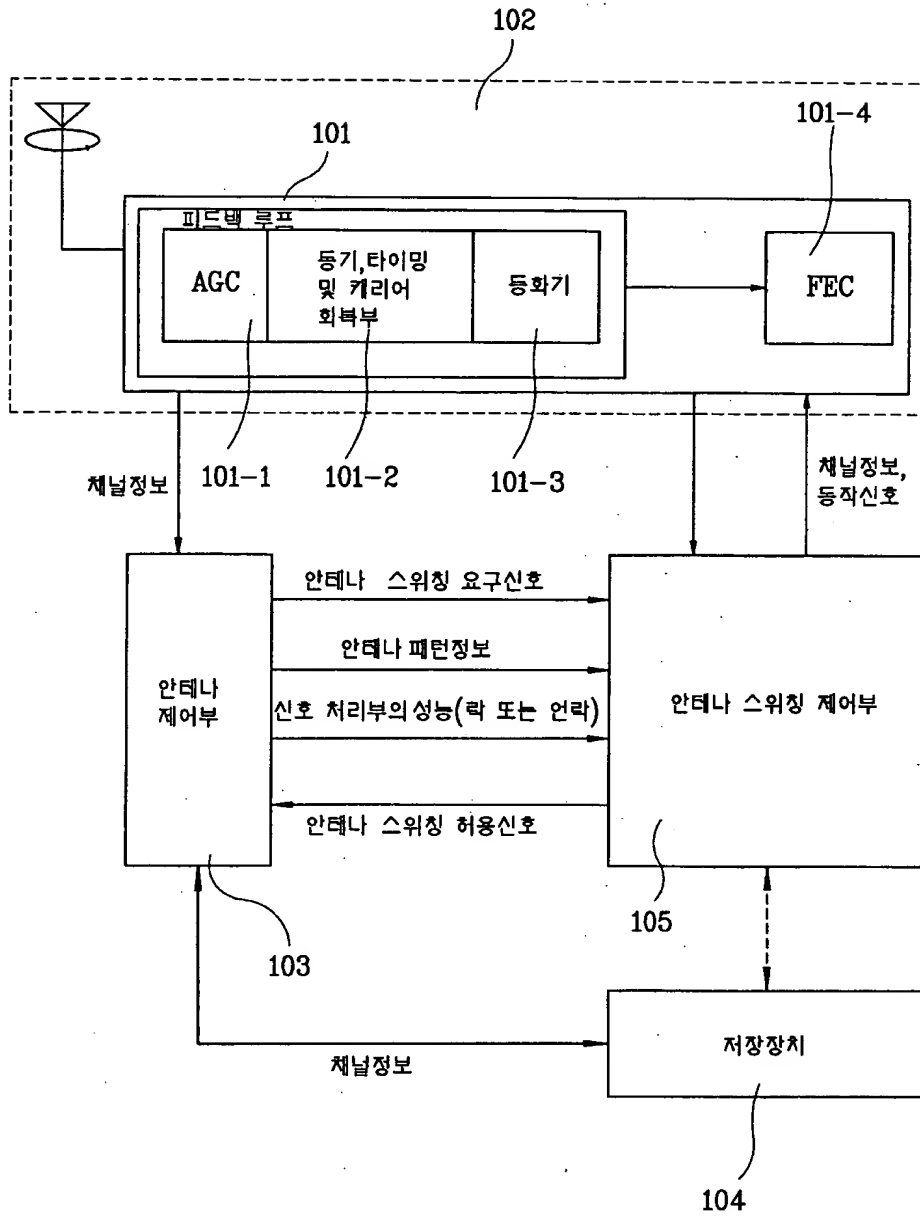 102
101-4
101
피드백 루프
AGC
동기,타이밍
및 캐리어
회복부
등화기
FEC
101-1
101-2
101-3
채널정보
채널정보,
동작신호
안테나 스위칭 요구신호
안테나 패런정보
안테나
제어부
신호 처리부의 성능(락 또는 언락)
안테나 스위칭 제어부
안테나 스위칭 허용신호
105
103
저장장치
채널정보
104